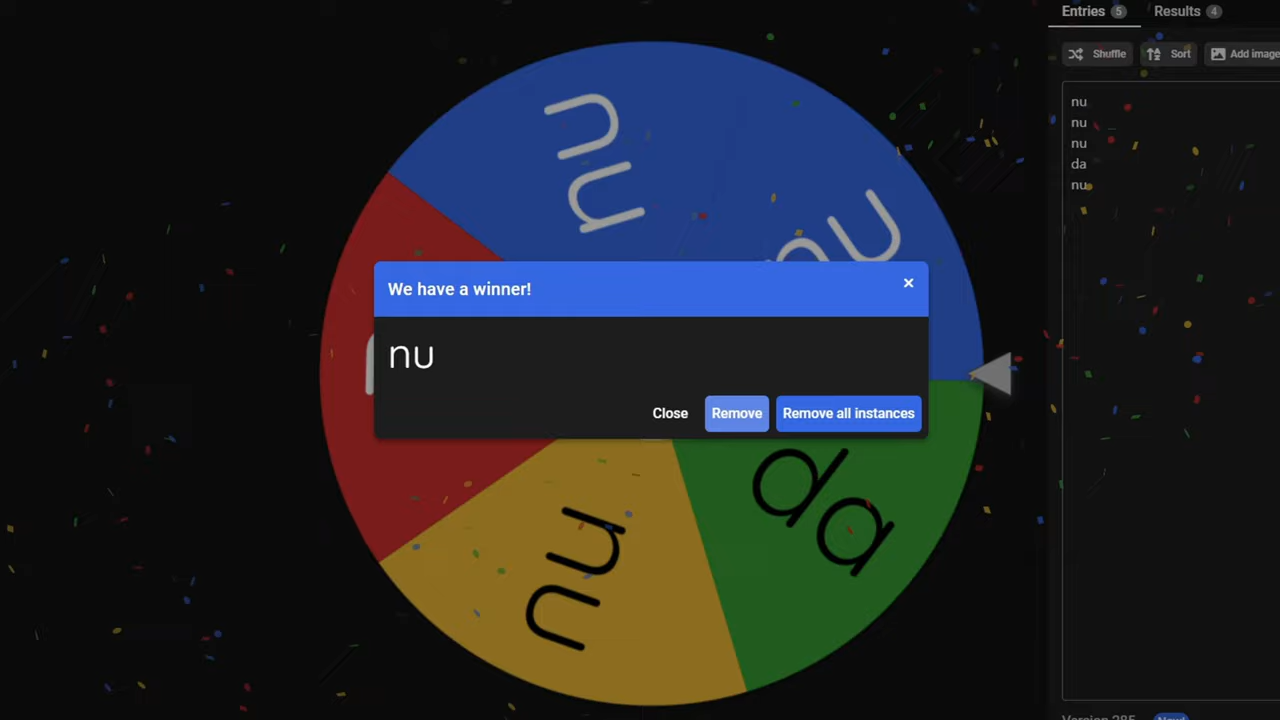 Entries 5 Results 4
Shuffle Sort Add image
nu
nu
nu
da
nu
nu
nu
We have a winner!
nu
Close Remove Remove all instances
da
nu